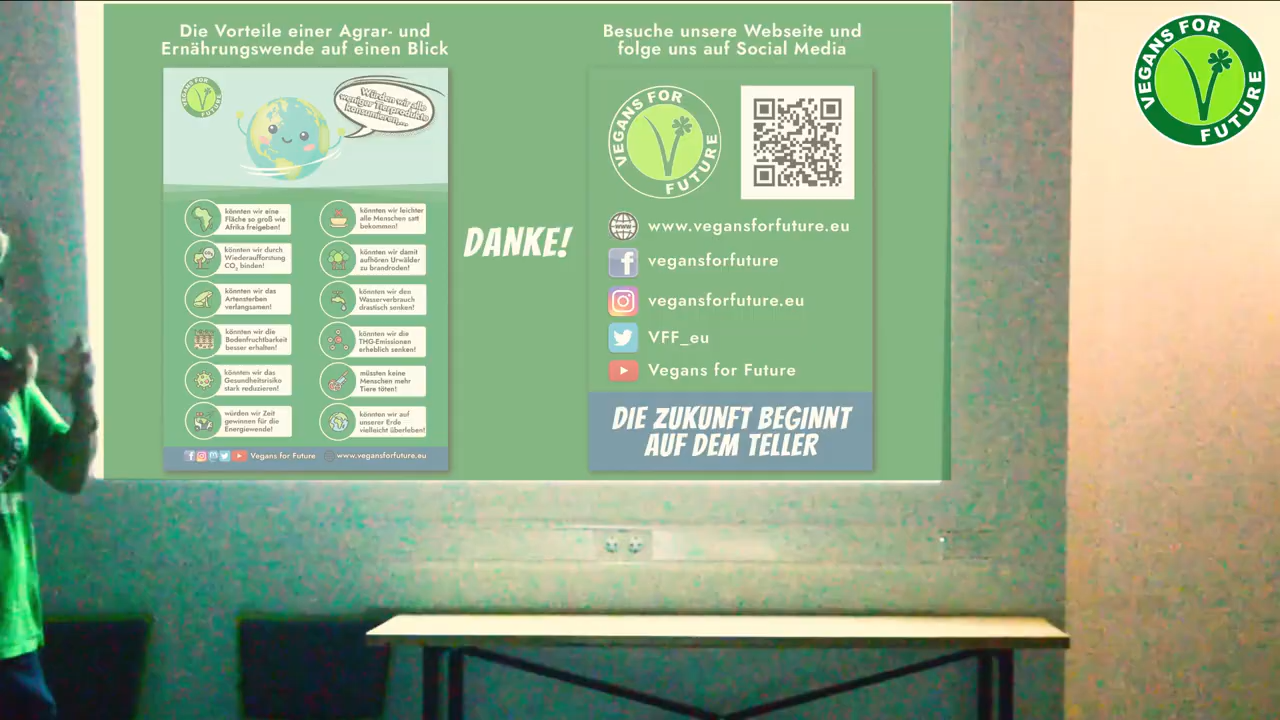 Die Vorteile einer Agrar- und
Ernährungswende auf einen Blick
VEGANS FOR
FUTURE
Würden wir alle
weniger Tierprodukte
konsumieren,...
könnten wir eine
Fläche so groß wie
Afrika freigeben!
könnten wir leichter
alle Menschen satt
bekommen!
könnten wir durch
Wiederaufforstung
CO₂ binden!
könnten wir damit
aufhören Urwälder
zu brandroden!
könnten wir das
Artensterben
verlangsamen!
könnten wir den
Wasserverbrauch
drastisch senken!
könnten wir die
Bodenfruchtbarkeit
besser erhalten!
könnten wir die
THG-Emissionen
erheblich senken!
könnten wir das
Gesundheitsrisiko
stark reduzieren!
müssten keine
Menschen mehr
Tiere töten!
würden wir Zeit
gewinnen für die
Energiewende!
könnten wir auf
unserer Erde
vielleicht überleben!
Vegans for Future
www.vegansforfuture.eu
DANKE!
Besuche unsere Webseite und
folge uns auf Social Media
VEGANS FOR
FUTURE
www
www.vegansforfuture.eu
vegansforfuture
vegansforfuture.eu
VFF_eu
Vegans for Future
DIE ZUKUNFT BEGINNT
AUF DEM TELLER
VEGANS FOR
FUTURE